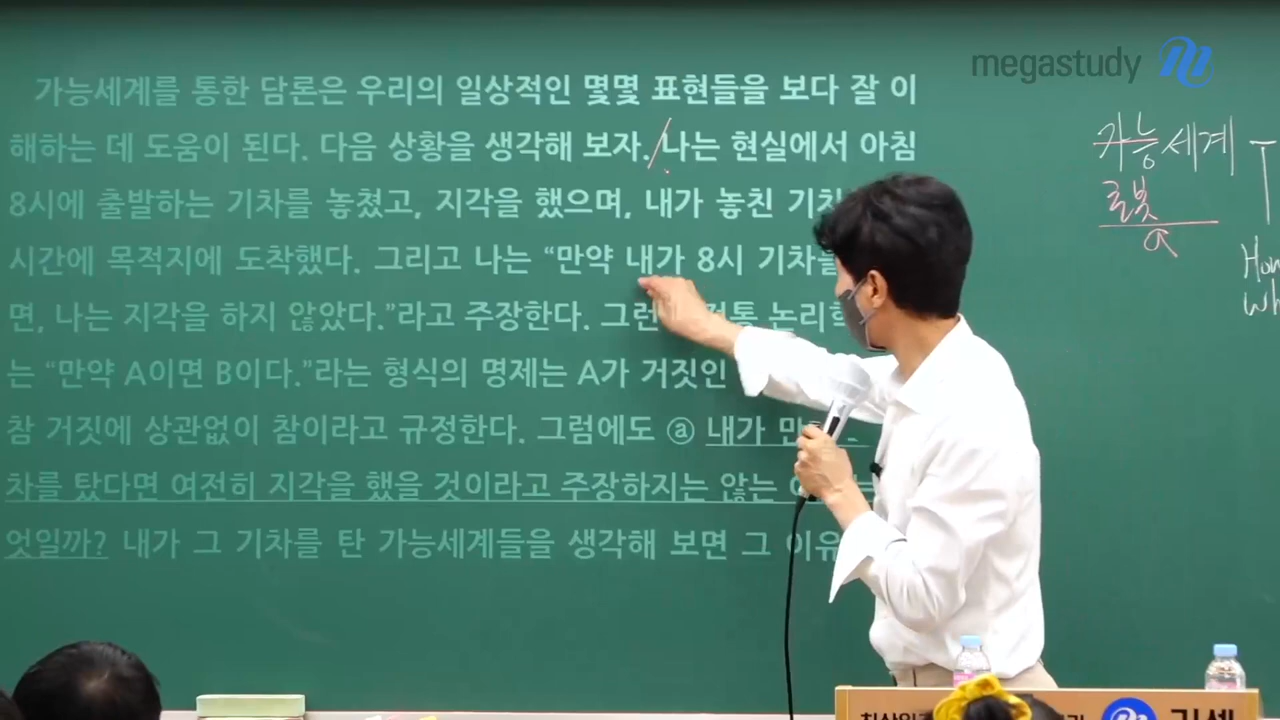 megastudy
가능세계를 통한 담론은 우리의 일상적인 몇몇 표현들을 보다 잘 이
해하는 데 도움이 된다. 다음 상황을 생각해 보자. 나는 현실에서 아침
8시에 출발하는 기차를 놓쳤고, 지각을 했으며, 내가 놓친
시간에 목적지에 도착했다. 그리고 나는 “만약 내가 8시
면, 나는 지각을 하지 않았다.”라고 주장한다.
는 “만약 A이면 B이다.”라는 형식의 명제는 A가 거짓인
참 거짓에 상관없이 참이라고 규정한다. 그럼에도 ⓐ 내가
차를 탔다면 여전히 지각을 했을 것이라고 주장하지는 않는
엇일까? 내가 그 기차를 탄 가능세계들을 생각해 보면 그
가능세계
로봇
a